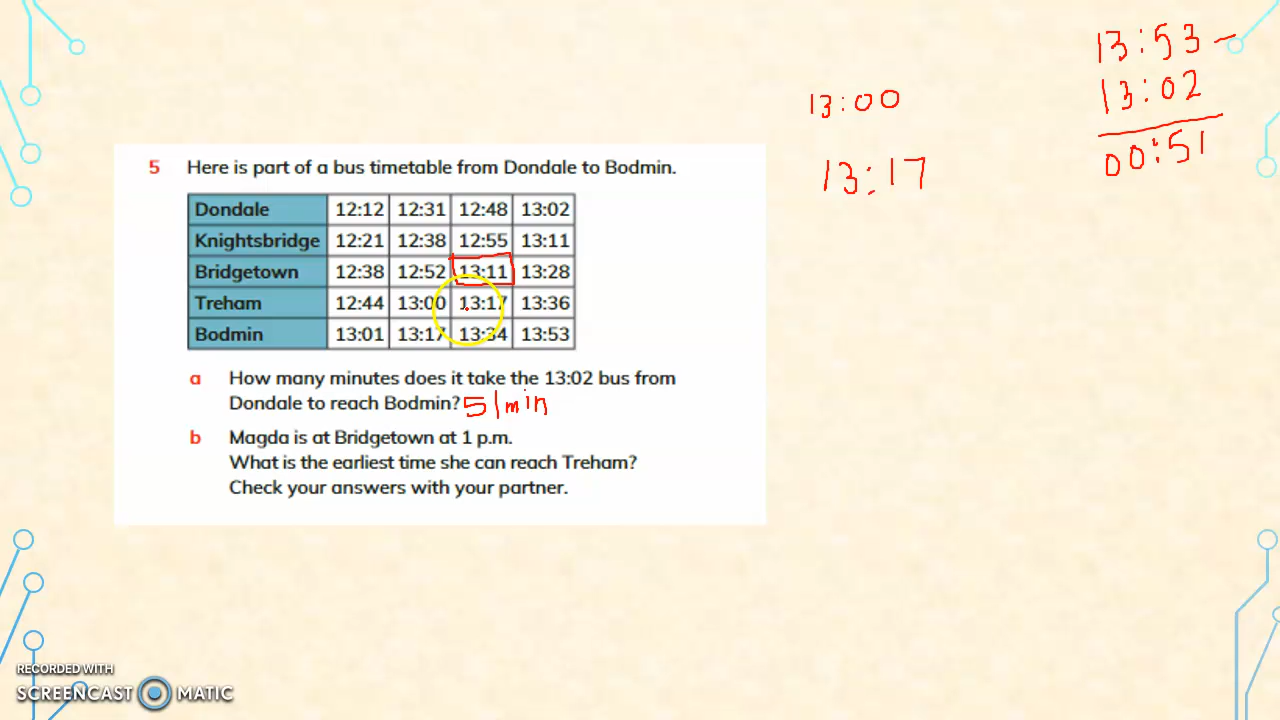 13:53 -
13:00
13:02
00:51
13:17
5 Here is part of a bus timetable from Dondale to Bodmin.
Dondale 12:12 12:31 12:48 13:02
Knightsbridge 12:21 12:38 12:55 13:11
Bridgetown 12:38 12:52 13:11 13:28
Treham 12:44 13:00 13:17 13:36
Bodmin 13:01 13:17 13:34 13:53
a How many minutes does it take the 13:02 bus from
Dondale to reach Bodmin? 51min
b Magda is at Bridgetown at 1 p.m.
What is the earliest time she can reach Treham?
Check your answers with your partner.
RECORDED WITH
SCREENCAST MATIC